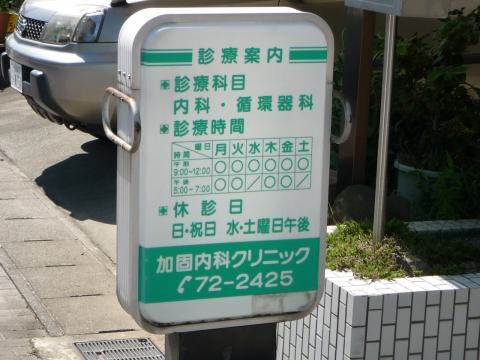 診療案内
診療科目
内科・循環器科
診療時間
時間 曜日 月 火 水 木 金 土
午前 9:00~12:00 ○ ○ ○ ○ ○ ○
午後 5:00~7:00 ○ ○ / ○ ○ /
休診日
日・祝日 水・土曜日午後
加固内科クリニック
72-2425